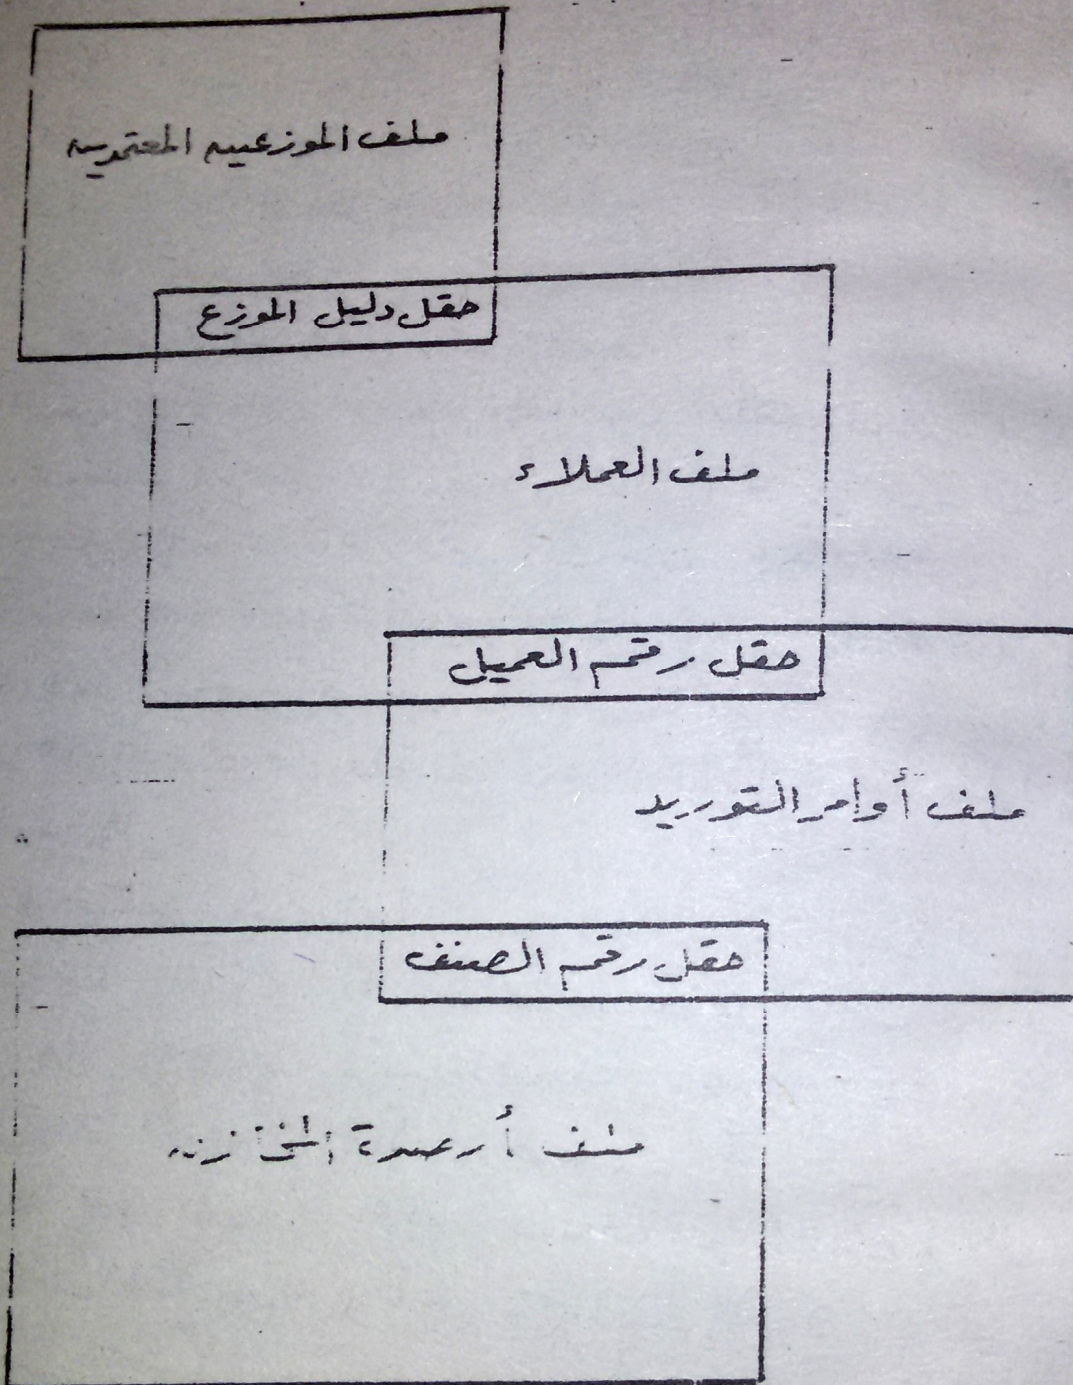 ملف الموزعين المعتمدين
حقل دليل الموزع
ملف العملاء
حقل رقم العميل
ملف أوامر التوريد
حقل رقم الصنف
ملف أرصدة المخازن